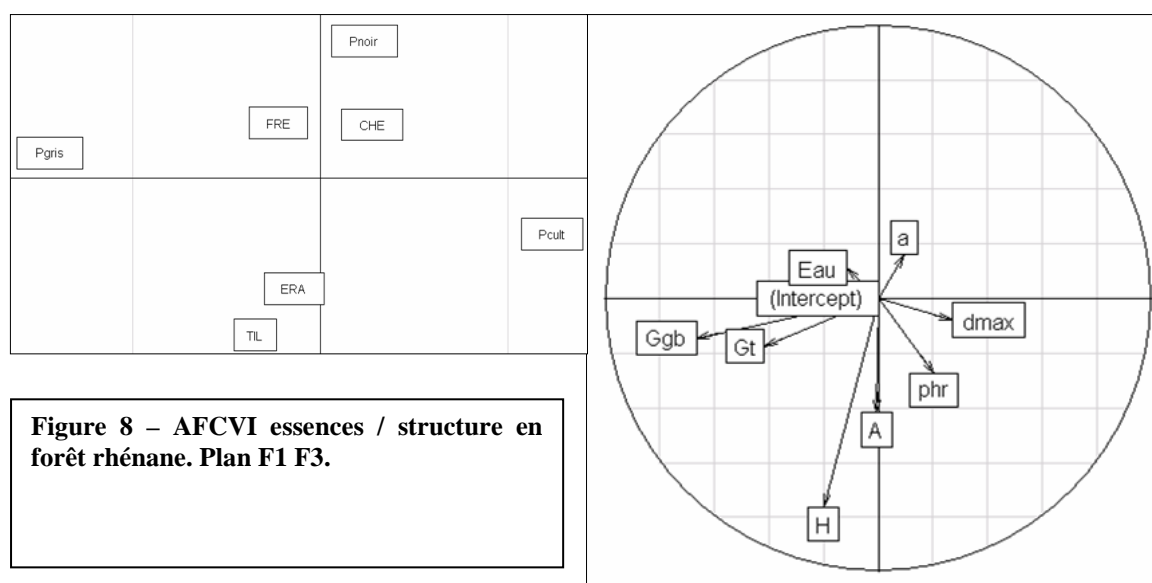 Pnoir
FRE
CHE
Pgris
Pcult
ERA
TIL
Figure 8 – AFCVI essences / structure en
forêt rhénane. Plan F1 F3.
a
Eau
(Intercept)
dmax
Ggb
Gt
phr
A
H